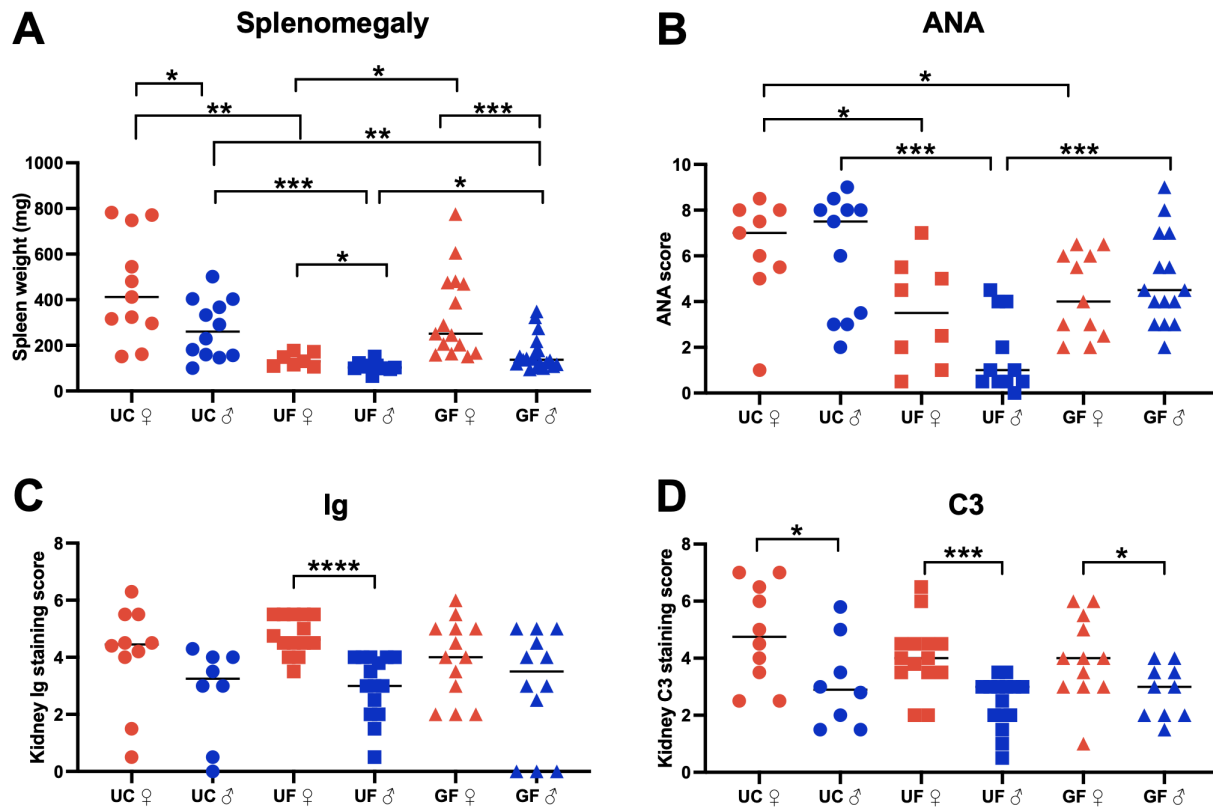 A
Splenomegaly
*
*
**
***
**
***
*
*
Spleen weight (mg)
1000
800
600
400
200
0
UC ♀
UC ♂
UF ♀
UF ♂
GF ♀
GF ♂
B
ANA
*
*
***
***
ANA score
10
8
6
4
2
0
UC ♀
UC ♂
UF ♀
UF ♂
GF ♀
GF ♂
C
Ig
****
Kidney Ig staining score
8
6
4
2
0
UC ♀
UC ♂
UF ♀
UF ♂
GF ♀
GF ♂
D
C3
*
***
*
Kidney C3 staining score
8
6
4
2
0
UC ♀
UC ♂
UF ♀
UF ♂
GF ♀
GF ♂